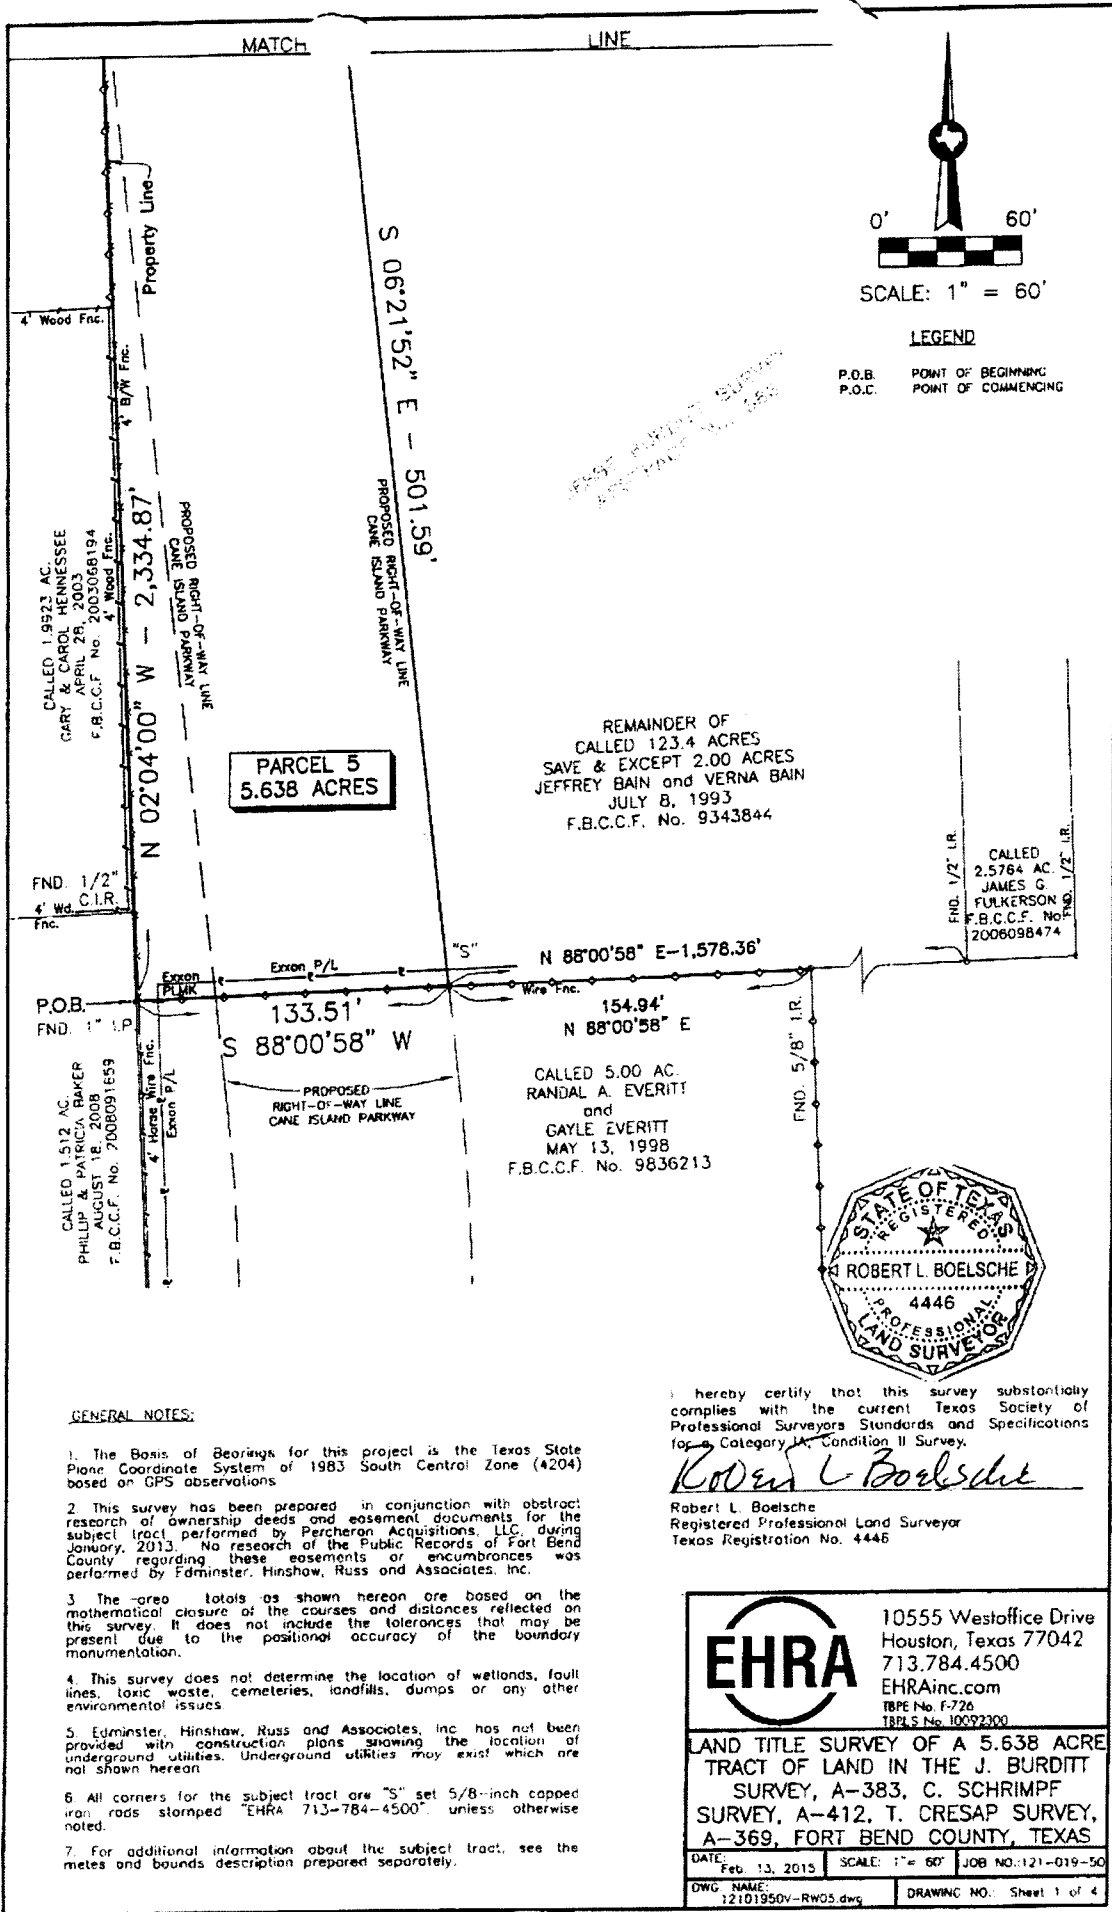 MATCH LINE
0' 60'
SCALE: 1" = 60'
LEGEND
P.O.B. POINT OF BEGINNING
P.O.C. POINT OF COMMENCING
Property Line
4' Wood Fnc.
4' B/W Fnc.
S 06°21'52" E - 501.59'
PROPOSED RIGHT-OF-WAY LINE
CANE ISLAND PARKWAY
PROPOSED RIGHT-OF-WAY LINE
CANE ISLAND PARKWAY
N 02°04'00" W - 2,334.87'
4' Wood Fnc.
CALLED 1.9923 AC.
GARY & CAROL HENNESSEE
APRIL 28, 2003
F.B.C.C.F. No. 2003068194
PARCEL 5
5.638 ACRES
REMAINDER OF
CALLED 123.4 ACRES
SAVE & EXCEPT 2.00 ACRES
JEFFREY BAIN and VERNA BAIN
JULY 8, 1993
F.B.C.C.F. No. 9343844
FND. 1/2" I.R.
CALLED
2.5764 AC.
JAMES G.
FULKERSON
F.B.C.C.F. No.
2006098474
FND. 1/2" I.R.
FND. 1/2"
C.I.R.
4' Wd.
Fnc.
"S"
N 88°00'58" E-1,578.36'
Exxon P/L
Exxon
PLMK
Wire Fnc.
P.O.B.
FND. 1" I.P.
133.51'
S 88°00'58" W
154.94'
N 88°00'58" E
FND. 5/8" I.R.
PROPOSED
RIGHT-OF-WAY LINE
CANE ISLAND PARKWAY
CALLED 5.00 AC.
RANDAL A. EVERITT
and
GAYLE EVERITT
MAY 13, 1998
F.B.C.C.F. No. 9836213
CALLED 1.512 AC.
PHILLIP & PATRICIA BAKER
AUGUST 18, 2008
F.B.C.C.F. No. 2008091659
4' Horse Wire Fnc.
Exxon P/L
STATE OF TEXAS
REGISTERED
ROBERT L. BOELSCHE
4446
PROFESSIONAL
LAND SURVEYOR
I hereby certify that this survey substantially
complies with the current Texas Society of
Professional Surveyors Standards and Specifications
for a Category IA, Condition II Survey.
Robert L Boelsche
Robert L. Boelsche
Registered Professional Land Surveyor
Texas Registration No. 4446
GENERAL NOTES:
1. The Basis of Bearings for this project is the Texas State
Plane Coordinate System of 1983 South Central Zone (4204)
based on GPS observations
2. This survey has been prepared in conjunction with abstract
research of ownership deeds and easement documents for the
subject tract performed by Percheron Acquisitions, LLC, during
January, 2013. No research of the Public Records of Fort Bend
County regarding these easements or encumbrances was
performed by Edminster, Hinshaw, Russ and Associates, Inc.
3 The area totals as shown hereon are based on the
mathematical closure of the courses and distances reflected on
this survey. It does not include the tolerances that may be
present due to the positional accuracy of the boundary
monumentation.
4. This survey does not determine the location of wetlands, fault
lines, toxic waste, cemeteries, landfills, dumps or any other
environmental issues
5. Edminster, Hinshaw, Russ and Associates, Inc has not been
provided with construction plans showing the location of
underground utilities. Underground utilities may exist which are
not shown hereon
6. All corners for the subject tract are "S" set 5/8-inch capped
iron rods stamped "EHRA 713-784-4500" unless otherwise
noted.
7. For additional information about the subject tract, see the
metes and bounds description prepared separately.
EHRA
10555 Westoffice Drive
Houston, Texas 77042
713.784.4500
EHRAinc.com
TBPE No. F-726
TBPLS No. 10092300
LAND TITLE SURVEY OF A 5.638 ACRE
TRACT OF LAND IN THE J. BURDITT
SURVEY, A-383, C. SCHRIMPF
SURVEY, A-412, T. CRESAP SURVEY,
A-369, FORT BEND COUNTY, TEXAS
DATE: Feb. 13, 2015 SCALE: 1"= 60' JOB NO.:121-019-50
DWG. NAME: 12101950V-RW05.dwg DRAWING NO.: Sheet 1 of 4